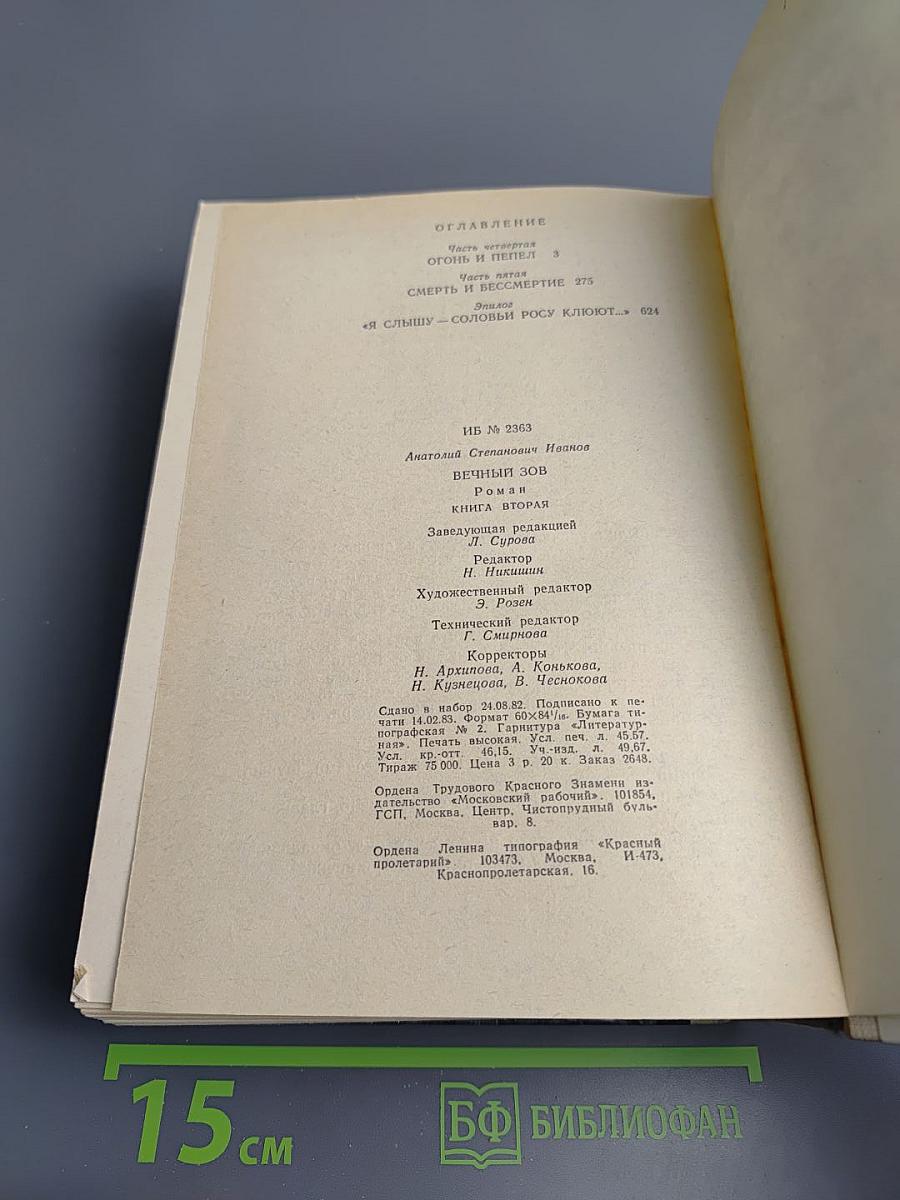 ОГЛАВЛЕНИЕ
Часть четвертая
ОГОНЬ И ПЕПЕЛ 3
Часть пятая
СМЕРТЬ И БЕССМЕРТИЕ 275
Эпилог
«Я СЛЫШУ — СОЛОВЬИ РОСУ КЛЮЮТ...» 624
ИБ № 2363
Анатолий Степанович Иванов
ВЕЧНЫЙ ЗОВ
Роман
КНИГА ВТОРАЯ
Заведующая редакцией
Л. Сурова
Редактор
Н. Никишин
Художественный редактор
Э. Розен
Технический редактор
Г. Смирнова
Корректоры
Н. Архипова, А. Конькова,
Н. Кузнецова, В. Чеснокова
Сдано в набор 24.08.82. Подписано к пе-
чати 14.02.83. Формат 60×84¹/₁₆. Бумага ти-
пографская № 2. Гарнитура «Литератур-
ная». Печать высокая. Усл. печ. л. 45,57.
Усл. кр.-отт. 46,15. Уч.-изд. л. 49,67.
Тираж 75 000. Цена 3 р. 20 к. Заказ 2648.
Ордена Трудового Красного Знамени из-
дательство «Московский рабочий». 101854,
ГСП, Москва, Центр, Чистопрудный буль-
вар, 8.
Ордена Ленина типография «Красный
пролетарий». 103473, Москва, И-473,
Краснопролетарская, 16.
15 см
БФ БИБЛИОФАН